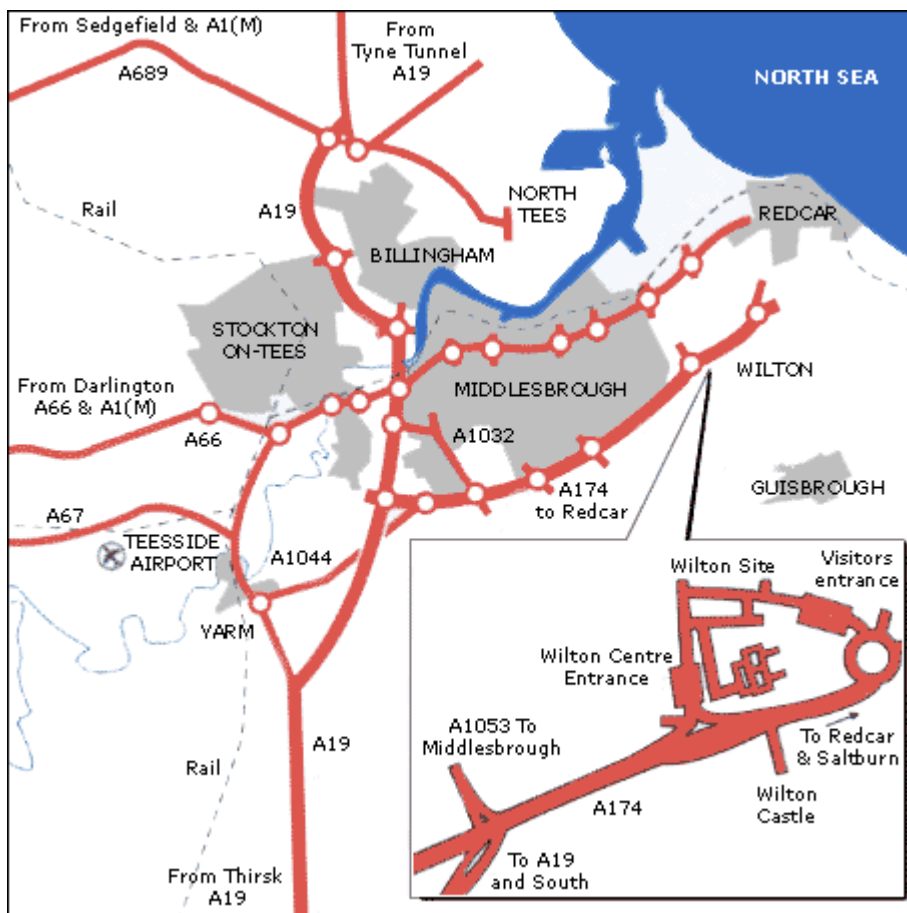 From Sedgefield & A1(M)
From
Tyne Tunnel
A19
A689
NORTH SEA
Rail
A19
NORTH
TEES
REDCAR
BILLINGHAM
STOCKTON
ON-TEES
From Darlington
A66 & A1(M)
MIDDLESBROUGH
WILTON
A66
A1032
A174
to Redcar
GUISBROUGH
A67
TEESSIDE
AIRPORT
A1044
YARM
Wilton Site
Visitors
entrance
Wilton Centre
Entrance
A1053 To
Middlesbrough
To Redcar
& Saltburn
A19
Rail
A174
Wilton
Castle
To A19
and South
From Thirsk
A19